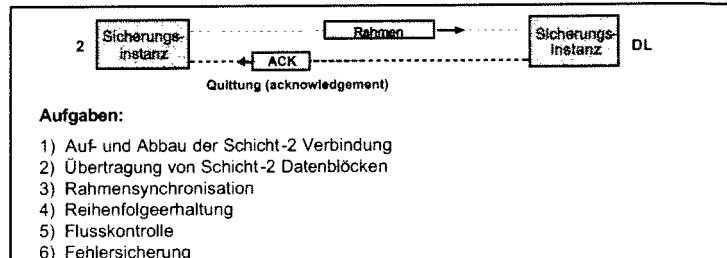 2 Sicherungs- instanz Rahmen Sicherungs- instanz DL
ACK
Quittung (acknowledgement)
Aufgaben:
1) Auf- und Abbau der Schicht-2 Verbindung
2) Übertragung von Schicht-2 Datenblöcken
3) Rahmensynchronisation
4) Reihenfolgeerhaltung
5) Flusskontrolle
6) Fehlersicherung